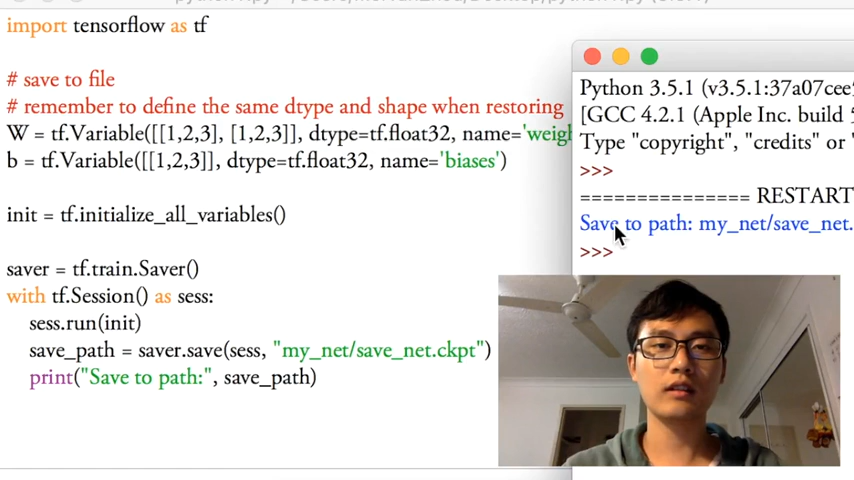 import tensorflow as tf
# save to file
# remember to define the same dtype and shape when restoring
W = tf.Variable([[1,2,3], [1,2,3]], dtype=tf.float32, name='weigh
b = tf.Variable([[1,2,3]], dtype=tf.float32, name='biases')
init = tf.initialize_all_variables()
saver = tf.train.Saver()
with tf.Session() as sess:
sess.run(init)
save_path = saver.save(sess, "my_net/save_net.ckpt")
print("Save to path:", save_path)
Python 3.5.1 (v3.5.1:37a07cee
[GCC 4.2.1 (Apple Inc. build
Type "copyright", "credits" or
>>>
=============== RESTART
Save to path: my_net/save_net.
>>>